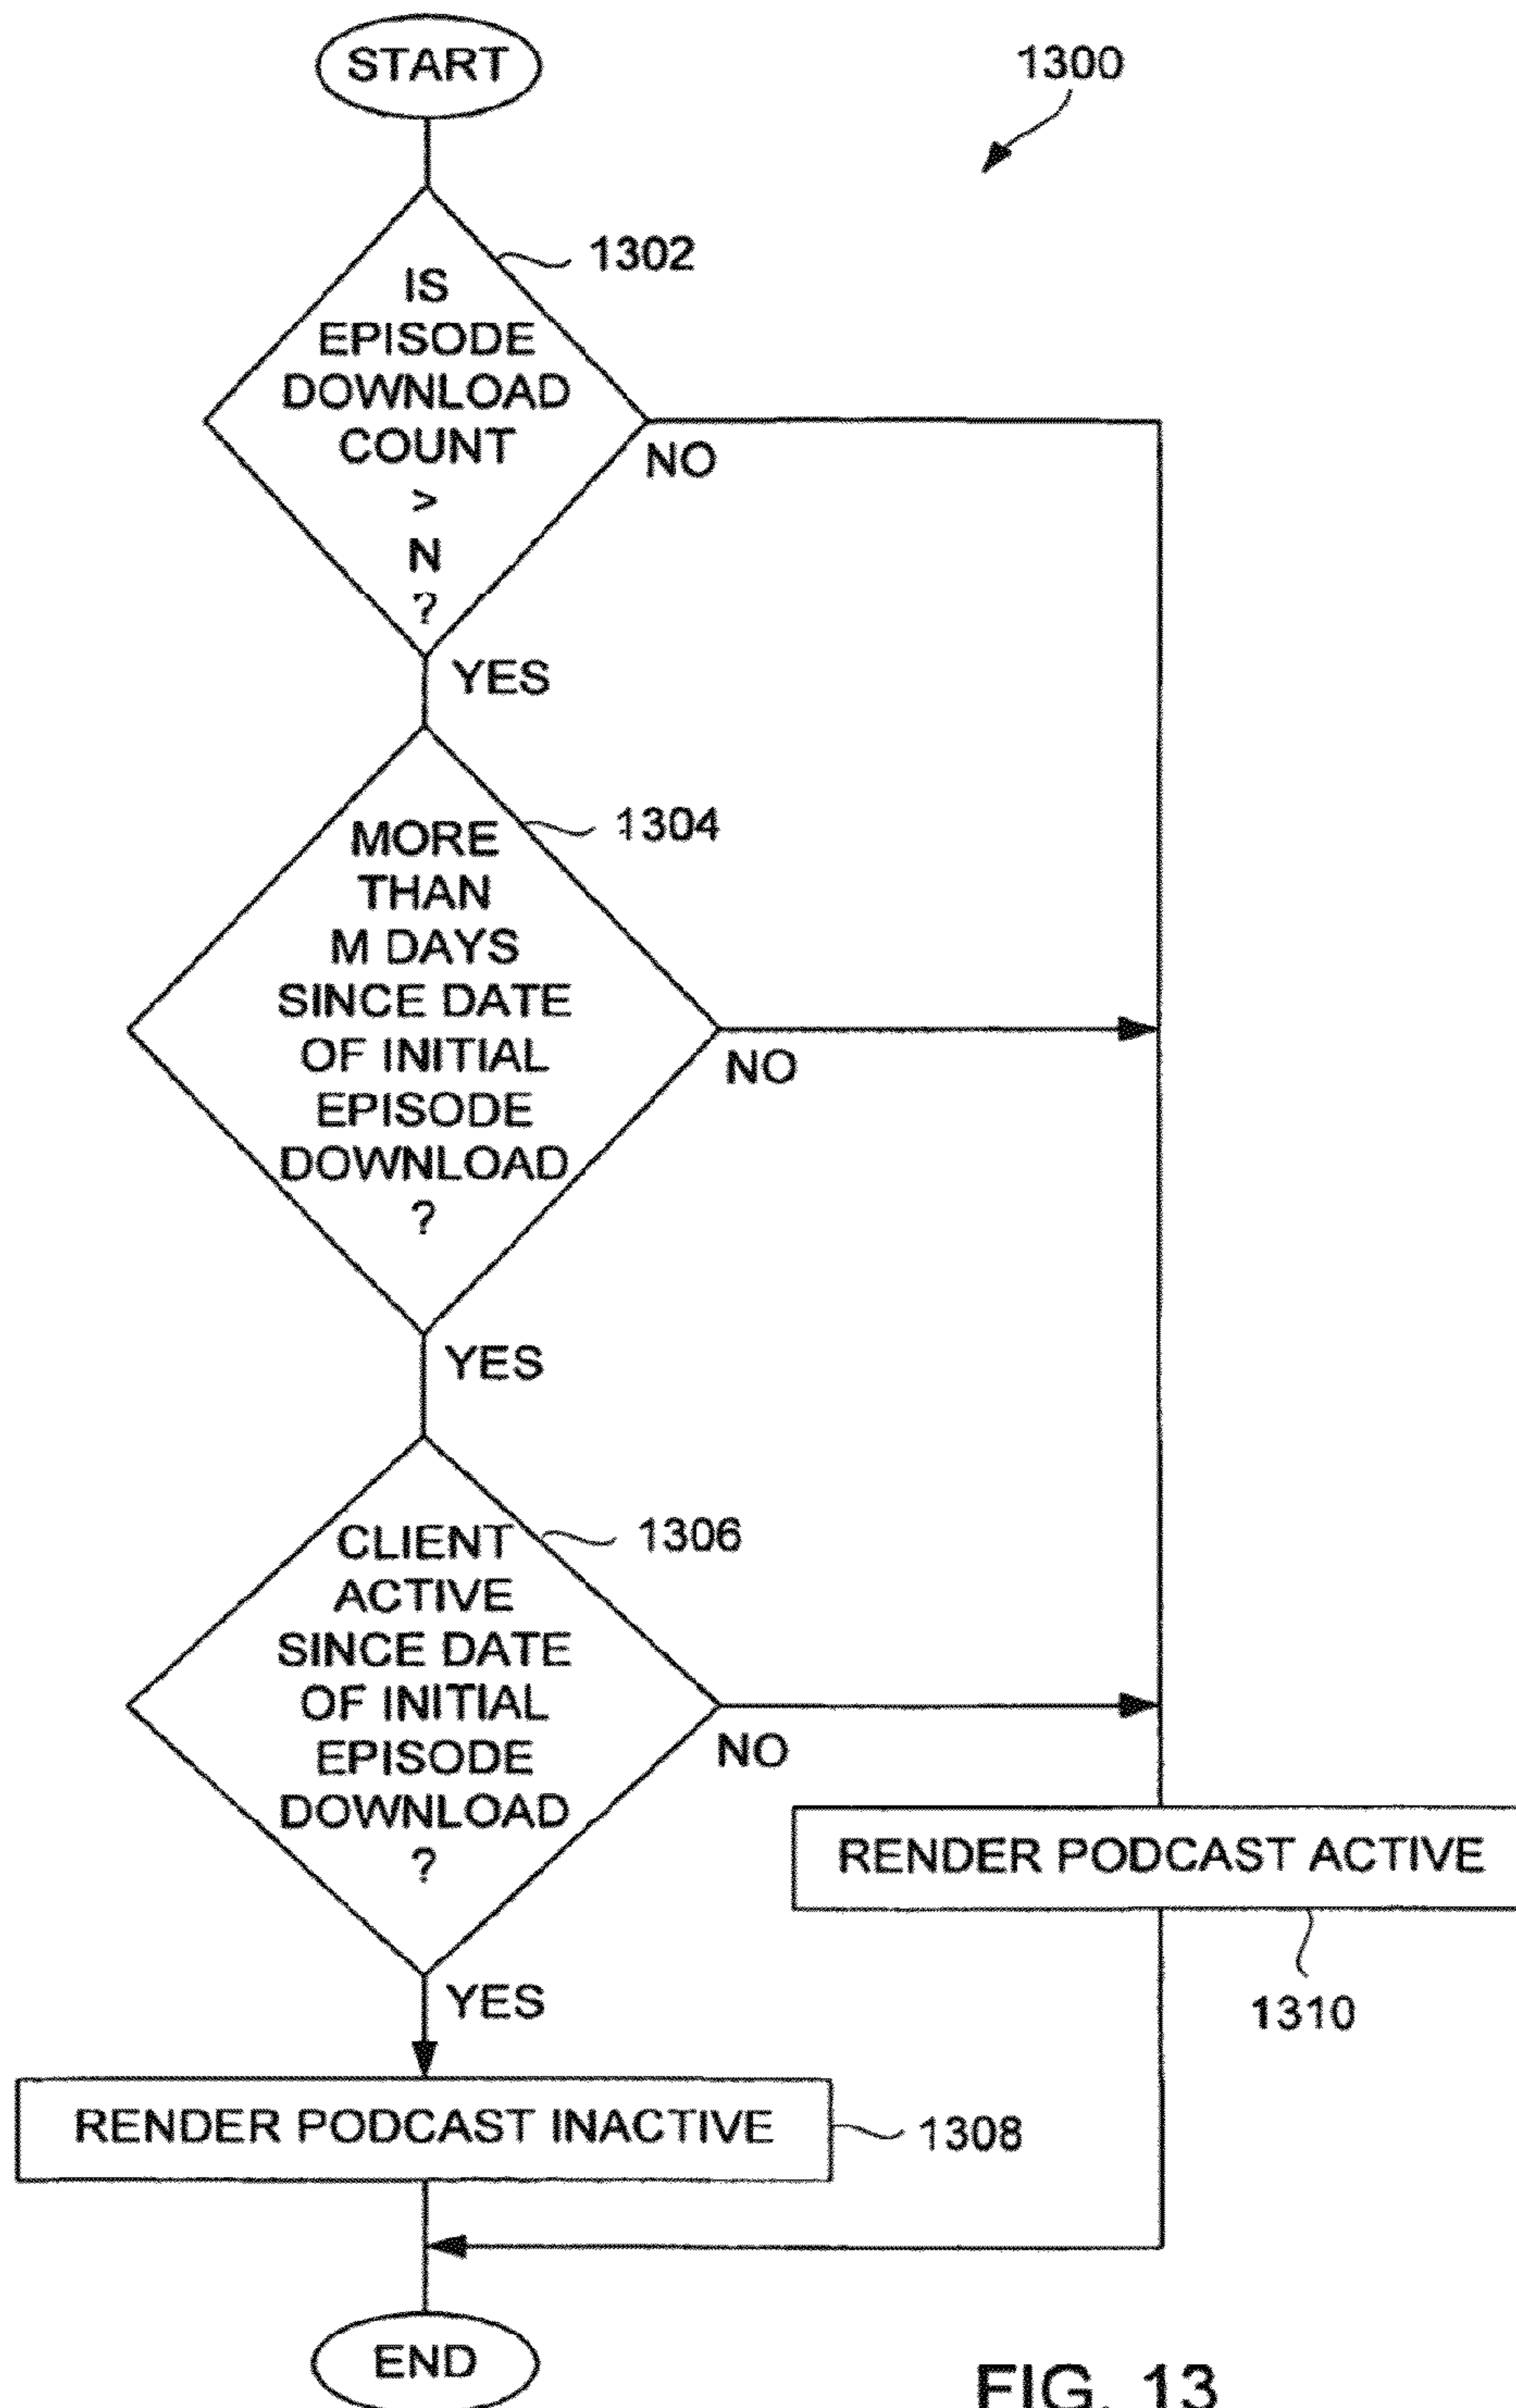 START
1300
1302
IS
EPISODE
DOWNLOAD
COUNT
>
N
?
NO
YES
1304
MORE
THAN
M DAYS
SINCE DATE
OF INITIAL
EPISODE
DOWNLOAD
?
NO
YES
1306
CLIENT
ACTIVE
SINCE DATE
OF INITIAL
EPISODE
DOWNLOAD
?
NO
RENDER PODCAST ACTIVE
1310
YES
RENDER PODCAST INACTIVE
1308
END
FIG. 13